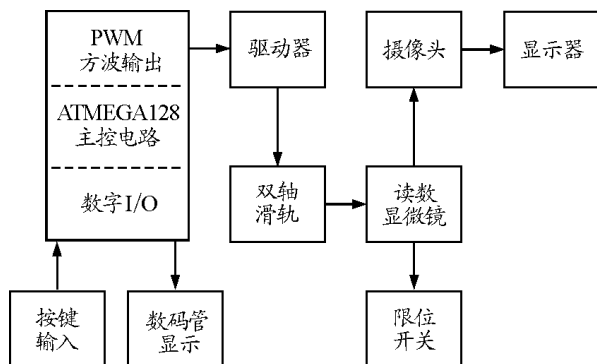 PWM
方波输出
ATMEGA128
主控电路
数字I/O
驱动器
摄像头
显示器
双轴
滑轨
读数
显微镜
按键
输入
数码管
显示
限位
开关